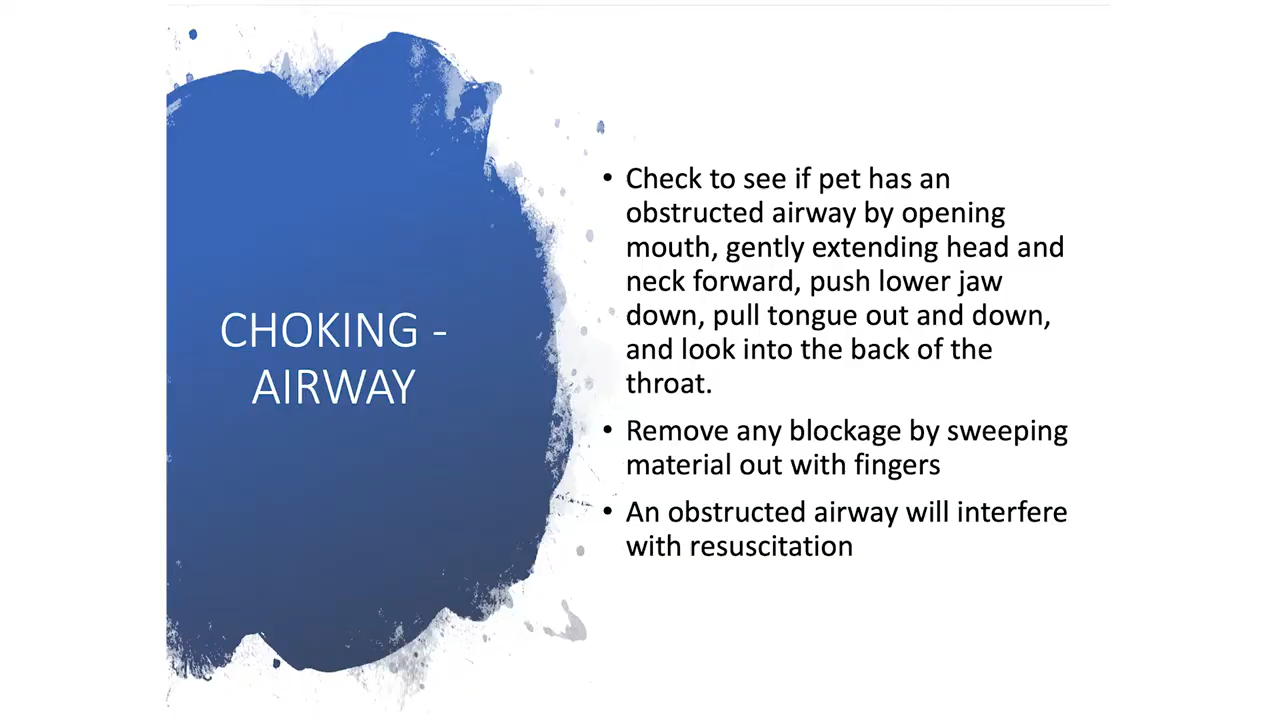 CHOKING -
AIRWAY
• Check to see if pet has an
obstructed airway by opening
mouth, gently extending head and
neck forward, push lower jaw
down, pull tongue out and down,
and look into the back of the
throat.
• Remove any blockage by sweeping
material out with fingers
• An obstructed airway will interfere
with resuscitation